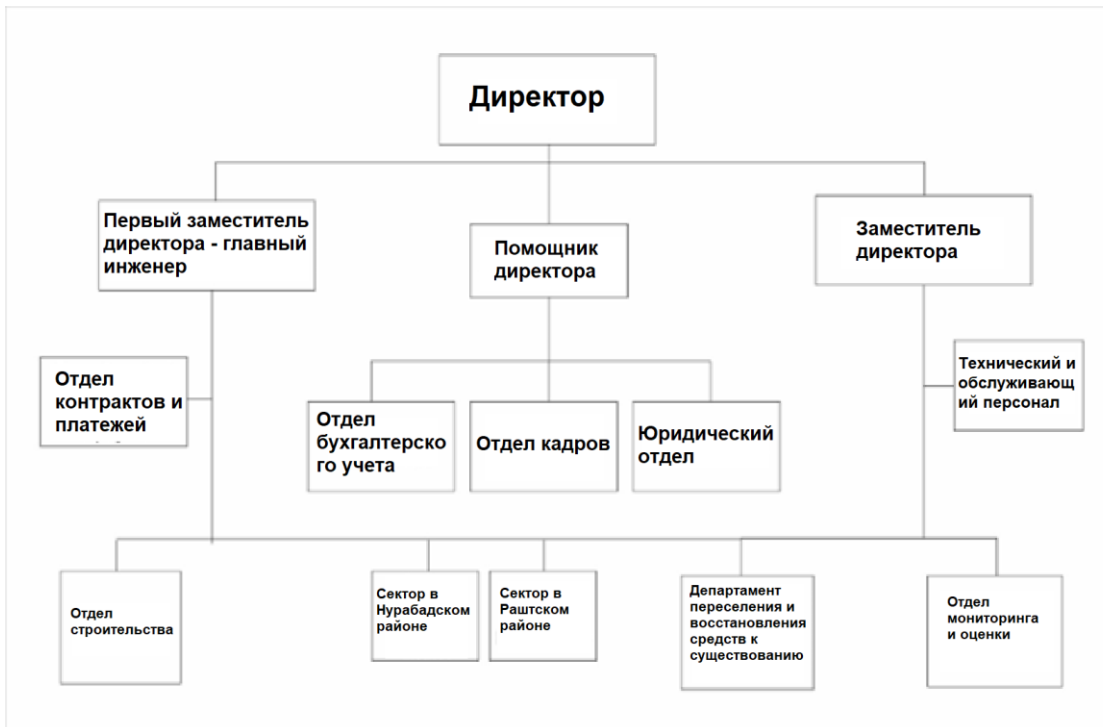 Директор
Первый заместитель
директора - главный
инженер
Помощник
директора
Заместитель
директора
Отдел
контрактов и
платежей
Технический и
обслуживающ
ий персонал
Отдел
бухгалтерско
го учета
Отдел кадров
Юридический
отдел
Отдел
строительства
Сектор в
Нурабадском
районе
Сектор в
Раштском
районе
Департамент
переселения и
восстановления
средств к
существованию
Отдел
мониторинга
и оценки